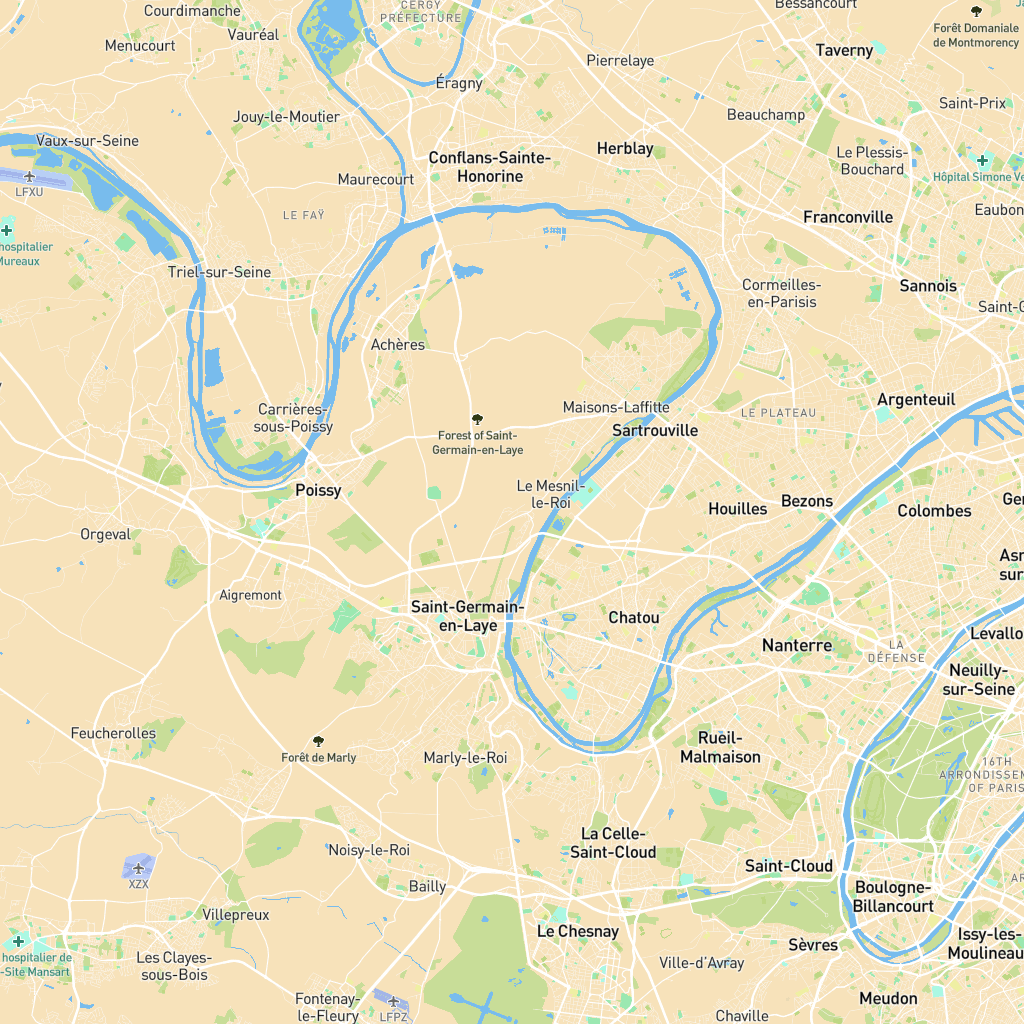 CERGY
PRÉFECTURE
Courdimanche
Bessancourt
Menucourt
Vauréal
Forêt Domaniale
de Montmorency
Taverny
Pierrelaye
Éragny
Saint-Prix
Jouy-le-Moutier
Beauchamp
Vaux-sur-Seine
Conflans-Sainte-
Honorine
Herblay
Le Plessis-
Bouchard
Hôpital Simone Ve
LFXU
Maurecourt
LE FAŸ
Franconville
Eaubon
hospitalier
Mureaux
Triel-sur-Seine
Cormeilles-
en-Parisis
Sannois
Saint-G
Achères
Carrières-
sous-Poissy
Forest of Saint-
Germain-en-Laye
Maisons-Laffitte
Sartrouville
LE PLATEAU
Argenteuil
Poissy
Le Mesnil-
le-Roi
Houilles
Bezons
Colombes
Ger
Orgeval
Asn
sur-
Aigremont
Saint-Germain-
en-Laye
Chatou
Nanterre
LA
DÉFENSE
Levallo
Neuilly-
sur-Seine
Feucherolles
Forêt de Marly
Marly-le-Roi
Rueil-
Malmaison
16TH
ARRONDISSEMEN
OF PARIS
La Celle-
Saint-Cloud
Noisy-le-Roi
Saint-Cloud
XZX
Bailly
Boulogne-
Billancourt
AR
Villepreux
Le Chesnay
Issy-les-
Moulineau
hospitalier de
-Site Mansart
Les Clayes-
sous-Bois
Sèvres
Ville-d’Avray
Fontenay-
le-Fleury
LFPZ
Meudon
Chaville